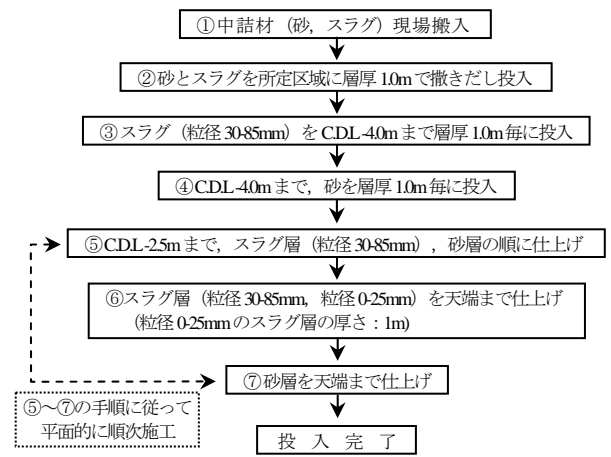 ①中詰材（砂，スラグ）現場搬入
②砂とスラグを所定区域に層厚1.0mで撒きだし投入
③スラグ（粒径30-85mm）をC.D.L-4.0mまで層厚1.0m毎に投入
④C.D.L-4.0mまで，砂を層厚1.0m毎に投入
⑤C.D.L-2.5mまで，スラグ層（粒径30-85mm），砂層の順に仕上げ
⑥スラグ層（粒径30-85mm，粒径0-25mm）を天端まで仕上げ
（粒径0-25mmのスラグ層の厚さ：1m)
⑦砂層を天端まで仕上げ
⑤～⑦の手順に従って
平面的に順次施工
投 入 完 了